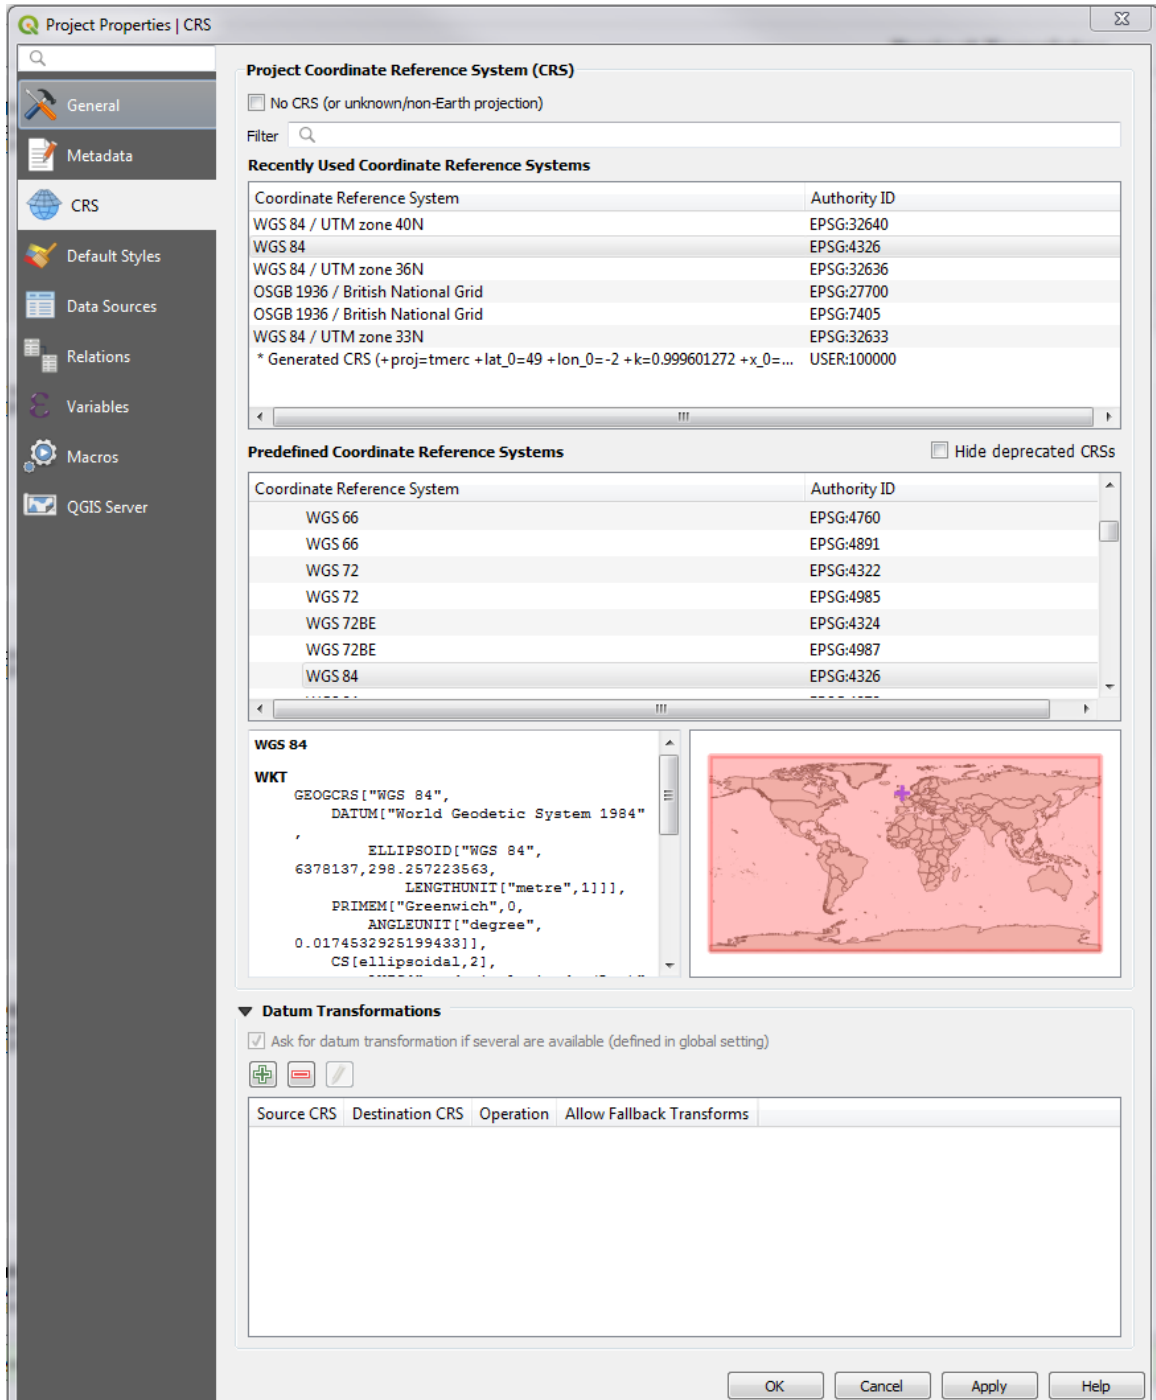 Project Properties | CRS
General
Metadata
CRS
Default Styles
Data Sources
Relations
Variables
Macros
QGIS Server
Project Coordinate Reference System (CRS)
No CRS (or unknown/non-Earth projection)
Filter
Recently Used Coordinate Reference Systems
Coordinate Reference System Authority ID
WGS 84 / UTM zone 40N EPSG:32640
WGS 84 EPSG:4326
WGS 84 / UTM zone 36N EPSG:32636
OSGB 1936 / British National Grid EPSG:27700
OSGB 1936 / British National Grid EPSG:7405
WGS 84 / UTM zone 33N EPSG:32633
* Generated CRS (+proj=tmerc +lat_0=49 +lon_0=-2 +k=0.999601272 +x_0=... USER:100000
Predefined Coordinate Reference Systems Hide deprecated CRSs
Coordinate Reference System Authority ID
WGS 66 EPSG:4760
WGS 66 EPSG:4891
WGS 72 EPSG:4322
WGS 72 EPSG:4985
WGS 72BE EPSG:4324
WGS 72BE EPSG:4987
WGS 84 EPSG:4326
WGS 84
WKT
GEOGCRS["WGS 84",
DATUM["World Geodetic System 1984"
,
ELLIPSOID["WGS 84",
6378137,298.257223563,
LENGTHUNIT["metre",1]]],
PRIMEM["Greenwich",0,
ANGLEUNIT["degree",
0.0174532925199433]],
CS[ellipsoidal,2],
Datum Transformations
Ask for datum transformation if several are available (defined in global setting)
Source CRS Destination CRS Operation Allow Fallback Transforms
OK Cancel Apply Help